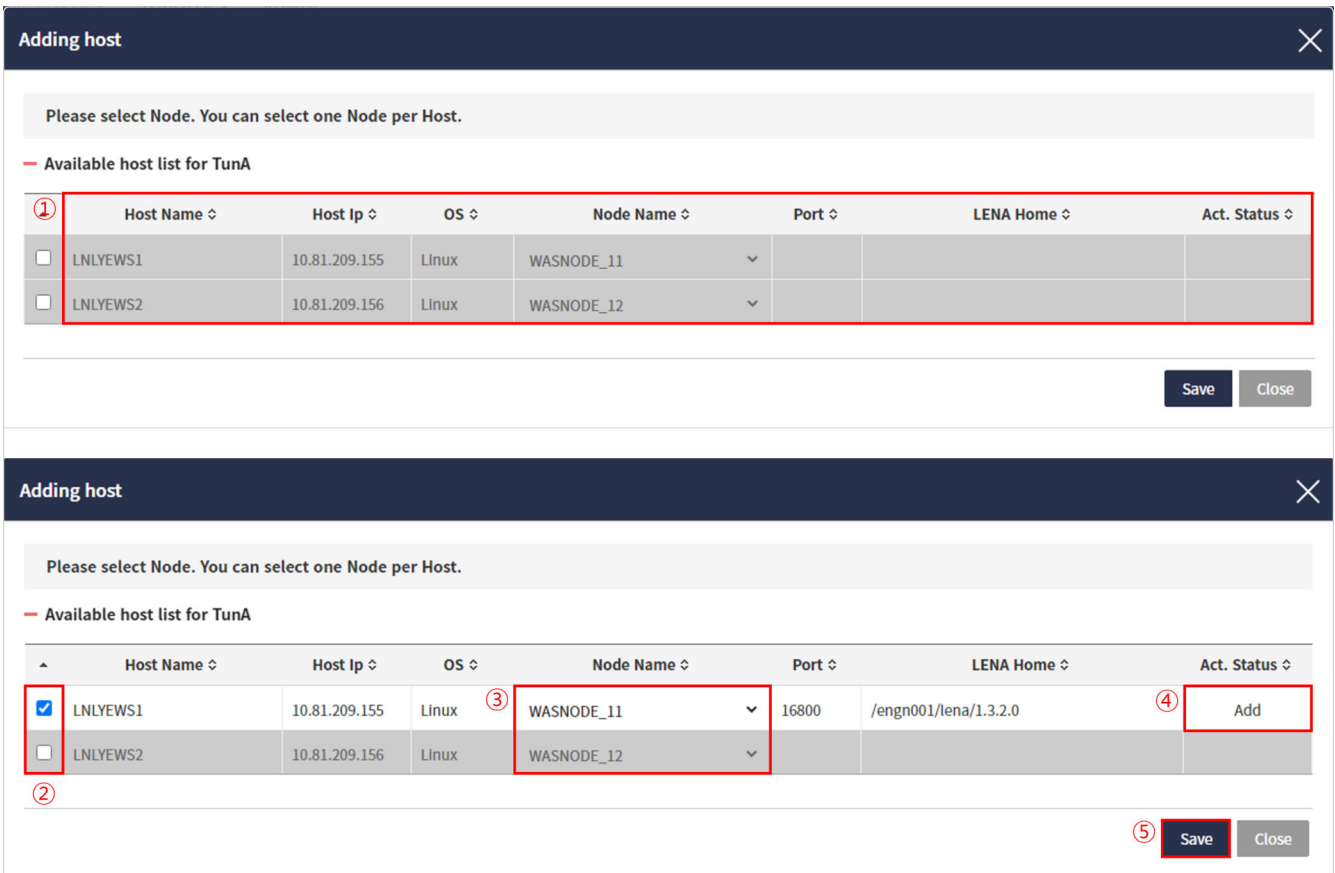 Adding host
Please select Node. You can select one Node per Host.
Available host list for TunA
① Host Name Host Ip OS Node Name Port LENA Home Act. Status
LNLYEWS1 10.81.209.155 Linux WASNODE_11
LNLYEWS2 10.81.209.156 Linux WASNODE_12
Save Close
Adding host
Please select Node. You can select one Node per Host.
Available host list for TunA
Host Name Host Ip OS Node Name Port LENA Home Act. Status
LNLYEWS1 10.81.209.155 Linux ③ WASNODE_11 16800 /engn001/lena/1.3.2.0 ④ Add
LNLYEWS2 10.81.209.156 Linux WASNODE_12
②
⑤ Save Close